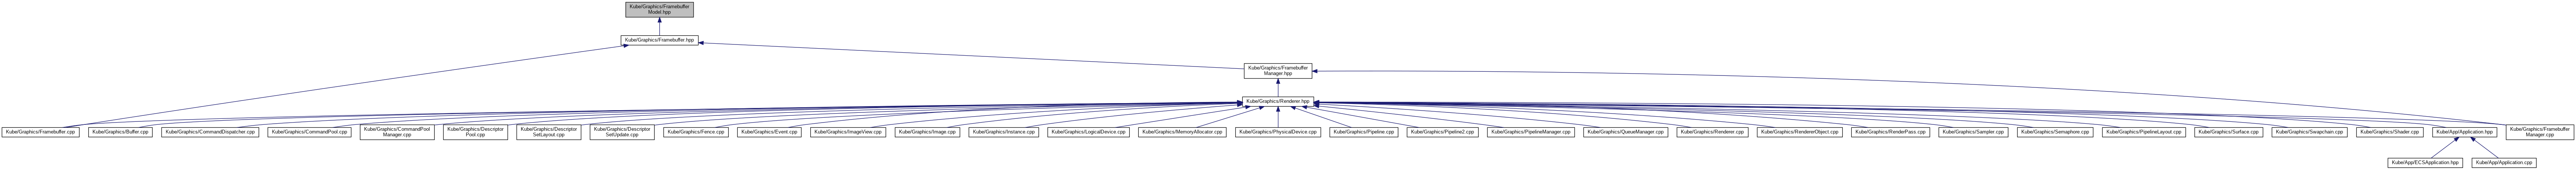 Kube/Graphics/Framebuffer
Model.hpp
Kube/Graphics/Framebuffer.hpp
Kube/Graphics/Framebuffer
Manager.hpp
Kube/Graphics/Renderer.hpp
Kube/Graphics/Framebuffer.cpp
Kube/Graphics/Buffer.cpp
Kube/Graphics/CommandDispatcher.cpp
Kube/Graphics/CommandPool.cpp
Kube/Graphics/CommandPool
Manager.cpp
Kube/Graphics/Descriptor
Pool.cpp
Kube/Graphics/Descriptor
SetLayout.cpp
Kube/Graphics/Descriptor
SetUpdate.cpp
Kube/Graphics/Fence.cpp
Kube/Graphics/Event.cpp
Kube/Graphics/ImageView.cpp
Kube/Graphics/Image.cpp
Kube/Graphics/Instance.cpp
Kube/Graphics/LogicalDevice.cpp
Kube/Graphics/MemoryAllocator.cpp
Kube/Graphics/PhysicalDevice.cpp
Kube/Graphics/Pipeline.cpp
Kube/Graphics/Pipeline2.cpp
Kube/Graphics/PipelineManager.cpp
Kube/Graphics/QueueManager.cpp
Kube/Graphics/Renderer.cpp
Kube/Graphics/RendererObject.cpp
Kube/Graphics/RenderPass.cpp
Kube/Graphics/Sampler.cpp
Kube/Graphics/Semaphore.cpp
Kube/Graphics/PipelineLayout.cpp
Kube/Graphics/Surface.cpp
Kube/Graphics/Swapchain.cpp
Kube/Graphics/Shader.cpp
Kube/App/Application.hpp
Kube/Graphics/Framebuffer
Manager.cpp
Kube/App/ECSApplication.hpp
Kube/App/Application.cpp